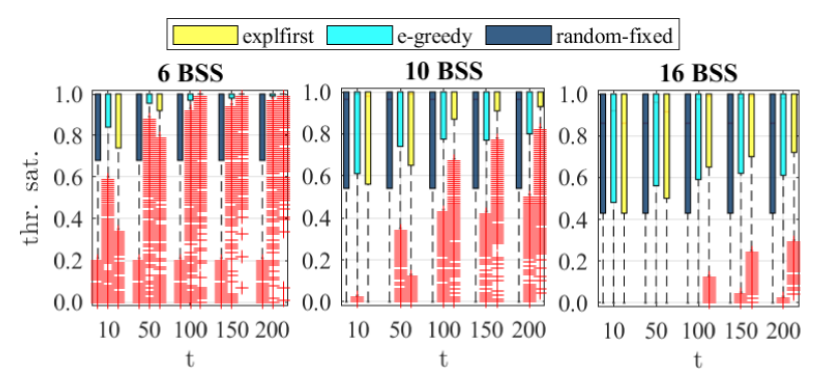 explfirst e-greedy random-fixed
6 BSS 10 BSS 16 BSS
thr. sat.
1.0 1.0 1.0
0.8 0.8 0.8
0.6 0.6 0.6
0.4 0.4 0.4
0.2 0.2 0.2
0.0 0.0 0.0
10 50 100 150 200 10 50 100 150 200 10 50 100 150 200
t t t